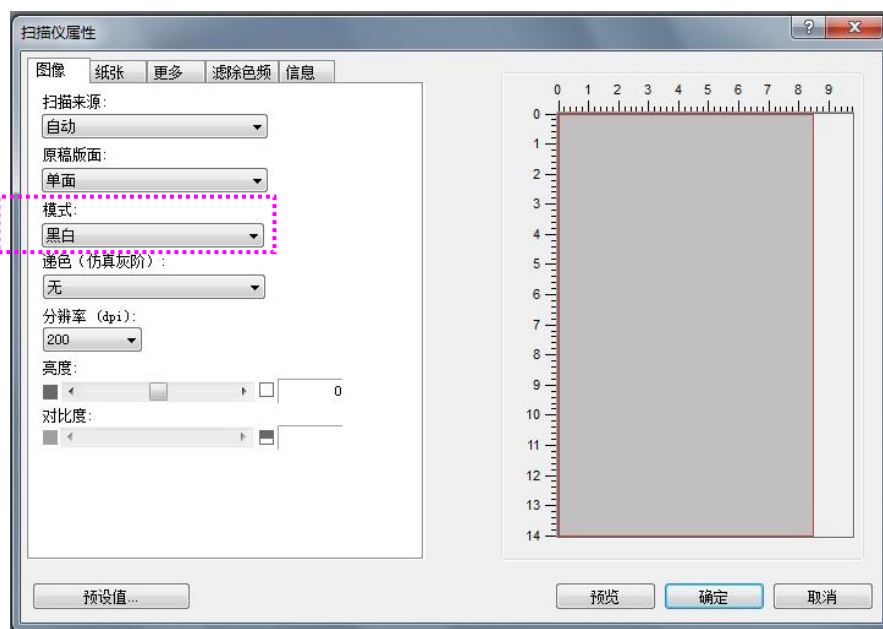 扫描仪属性
图像 纸张 更多 滤除色频 信息
扫描来源:
自动
原稿版面:
单面
模式:
黑白
递色（仿真灰阶）:
无
分辨率 (dpi):
200
亮度:
0
对比度:
0 1 2 3 4 5 6 7 8 9
0
1
2
3
4
5
6
7
8
9
10
11
12
13
14
预设值...
预览 确定 取消